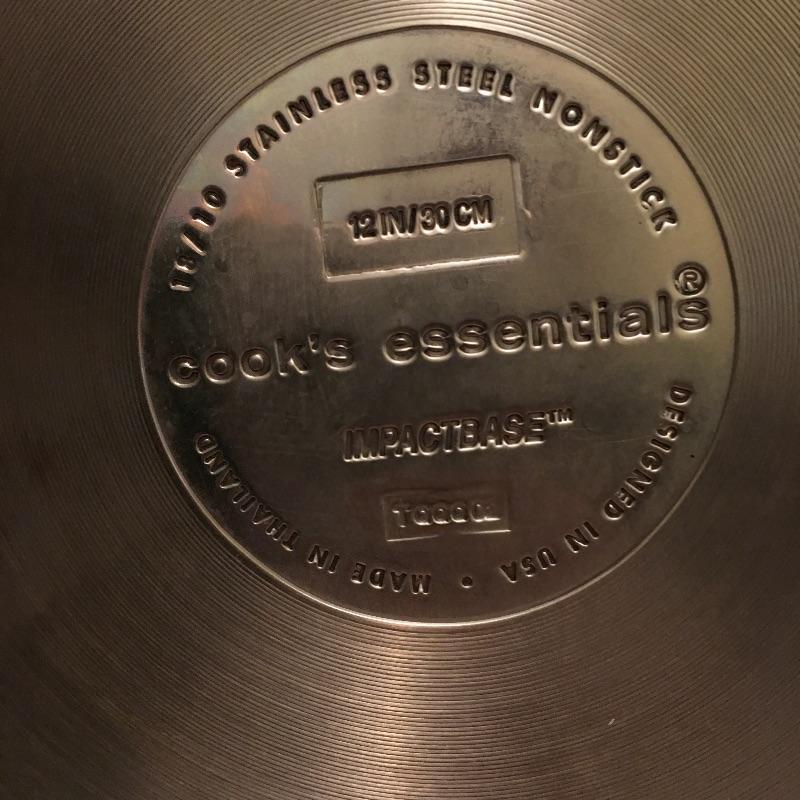 18/10 STAINLESS STEEL NONSTICK
12 IN/30 CM
cook's essentials®
IMPACTBASE™
DESIGNED IN USA • MADE IN THAILAND